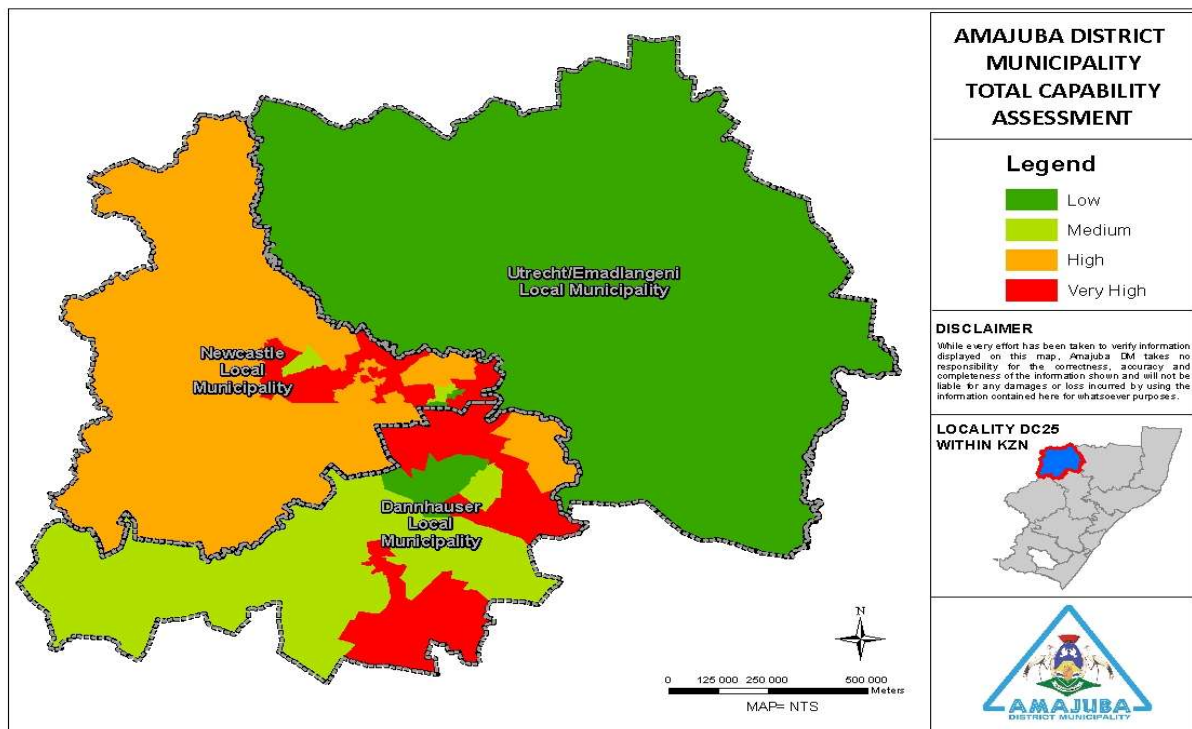 AMAJUBA DISTRICT
MUNICIPALITY
TOTAL CAPABILITY
ASSESSMENT
Legend
Low
Medium
High
Very High
DISCLAIMER
While every effort has been taken to verify information
displayed on this map, Amajuba DM takes no
responsibility for the correctness, accuracy and
completeness of the information shown and will not be
liable for any damages or loss incurred by using the
information contained here for whatsoever purposes.
LOCALITY DC25
WITHIN KZN
Utrecht/Emadlangeni
Local Municipality
Newcastle
Local
Municipality
Dannhauser
Local
Municipality
N
0 125 000 250 000 500 000
Meters
MAP= NTS
AMAJUBA
DISTRICT MUNICIPALITY